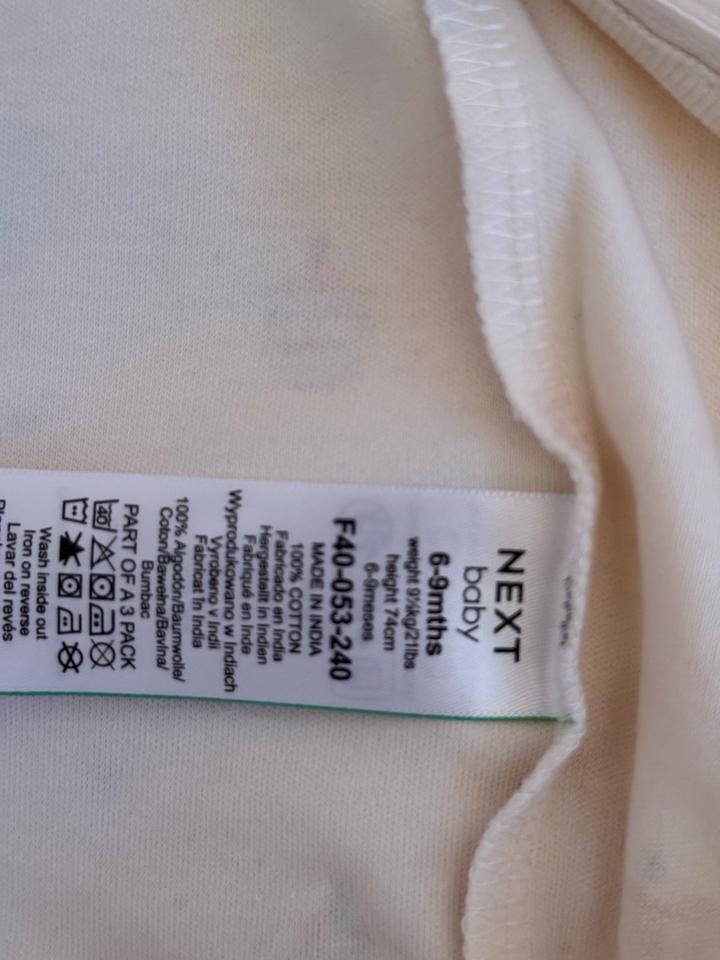 NEXT
baby
6-9mths
weight 9½kg/21lbs
height 74cm
6-9meses
F40-053-240
MADE IN INDIA
100% COTTON
Fabricado en India
Hergestellt in Indien
Fabriqué en Inde
Wyprodukowano w Indiach
Vyrobeno v Indii
Fabricat în India
100% Algodón/Baumwolle/
Coton/Bawełna/Bavlna/
Bumbac
PART OF A 3 PACK
40
Wash inside out
Iron on reverse
Lavar del revés